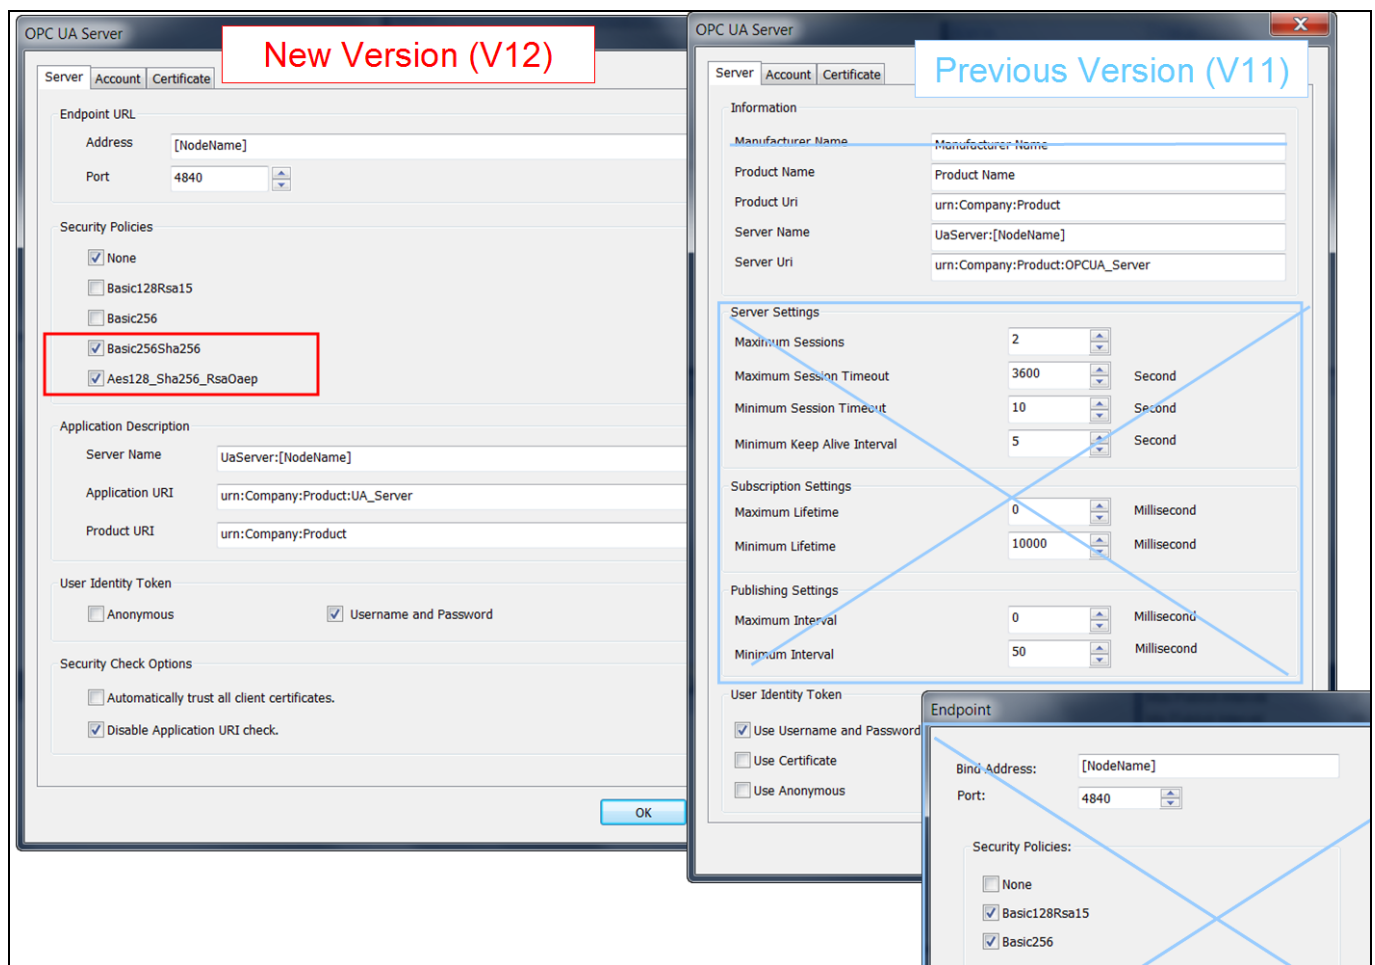 OPC UA Server
New Version (V12)
Server Account Certificate
Endpoint URL
Address [NodeName]
Port 4840
Security Policies
None
Basic128Rsa15
Basic256
Basic256Sha256
Aes128_Sha256_RsaOaep
Application Description
Server Name UaServer:[NodeName]
Application URI urn:Company:Product:UA_Server
Product URI urn:Company:Product
User Identity Token
Anonymous Username and Password
Security Check Options
Automatically trust all client certificates.
Disable Application URI check.
OK
OPC UA Server
X
Previous Version (V11)
Server Account Certificate
Information
Manufacturer Name Manufacturer Name
Product Name Product Name
Product Uri urn:Company:Product
Server Name UaServer:[NodeName]
Server Uri urn:Company:Product:OPCUA_Server
Server Settings
Maximum Sessions 2
Maximum Session Timeout 3600 Second
Minimum Session Timeout 10 Second
Minimum Keep Alive Interval 5 Second
Subscription Settings
Maximum Lifetime 0 Millisecond
Minimum Lifetime 10000 Millisecond
Publishing Settings
Maximum Interval 0 Millisecond
Minimum Interval 50 Millisecond
User Identity Token
Use Username and Password
Use Certificate
Use Anonymous
Endpoint
Bind Address: [NodeName]
Port: 4840
Security Policies:
None
Basic128Rsa15
Basic256